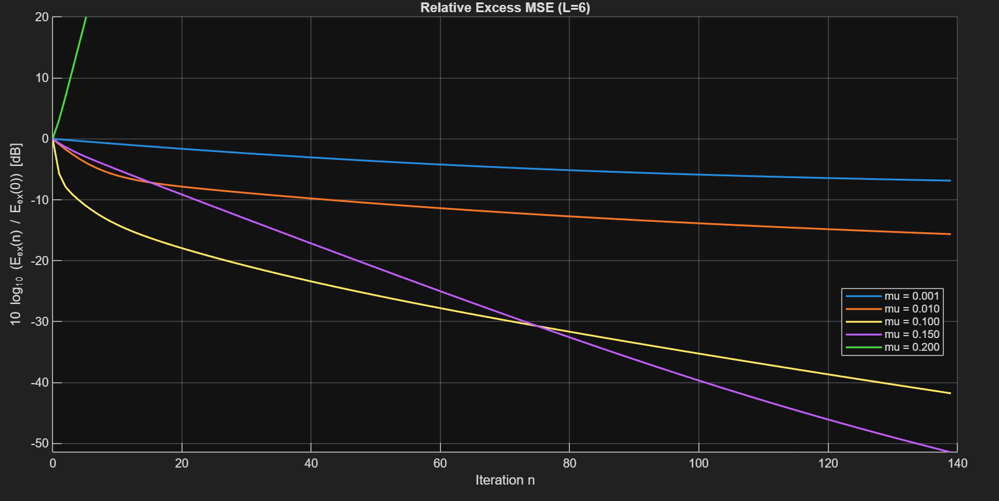 Relative Excess MSE (L=6)
10 log₁₀ (Eₑₓ(n) / Eₑₓ(0)) [dB]
20
10
0
-10
-20
-30
-40
-50
mu = 0.001
mu = 0.010
mu = 0.100
mu = 0.150
mu = 0.200
0 20 40 60 80 100 120 140
Iteration n